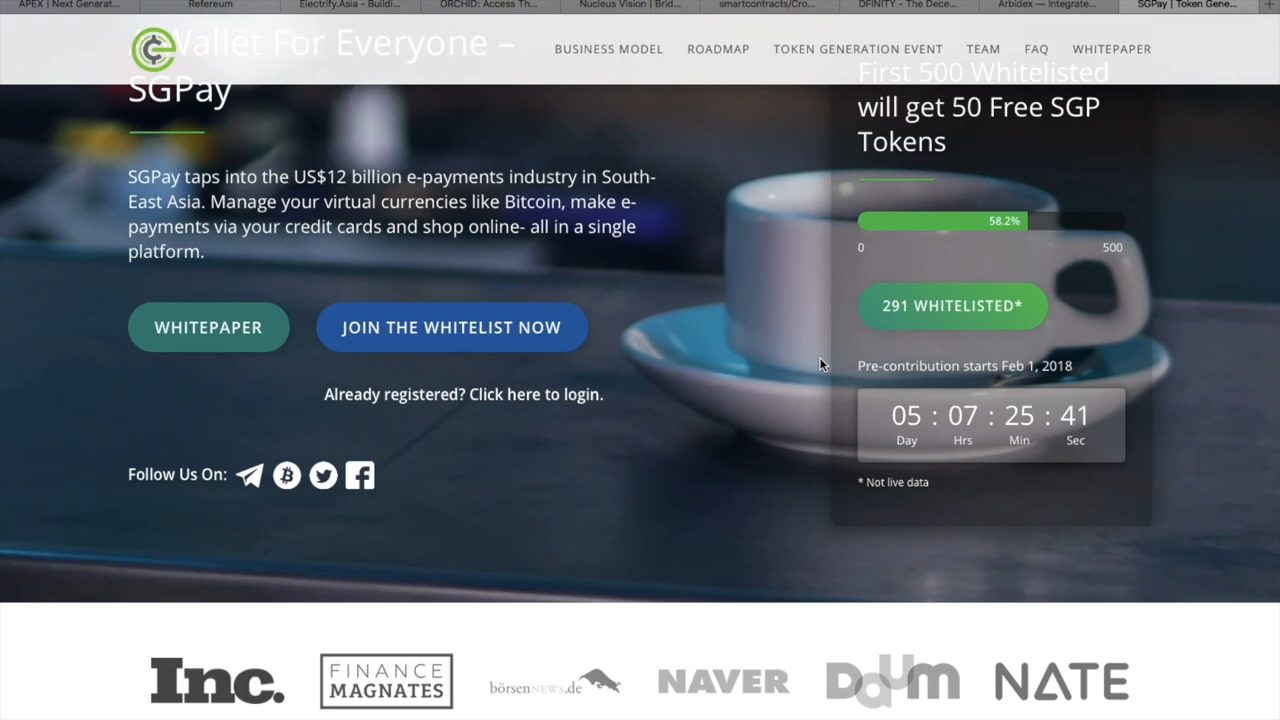 APEX | Next Generat...
Refereum
Electrify.Asia - Buildi...
ORCHID: Access Th...
Nucleus Vision | Brid...
smartcontracts/Cro...
DFINITY - The Dece...
Arbidex — Integrate...
SGPay | Token Gene...
BUSINESS MODEL
ROADMAP
TOKEN GENERATION EVENT
TEAM
FAQ
WHITEPAPER
Wallet For Everyone –
SGPay
SGPay taps into the US$12 billion e-payments industry in South-
East Asia. Manage your virtual currencies like Bitcoin, make e-
payments via your credit cards and shop online- all in a single
platform.
WHITEPAPER
JOIN THE WHITELIST NOW
Already registered? Click here to login.
Follow Us On:
First 500 Whitelisted
will get 50 Free SGP
Tokens
58.2%
0
500
291 WHITELISTED*
Pre-contribution starts Feb 1, 2018
05 : 07 : 25 : 41
Day Hrs Min Sec
* Not live data
Inc.
FINANCE
MAGNATES
börsenNEWS.de
NAVER
Daum
NATE